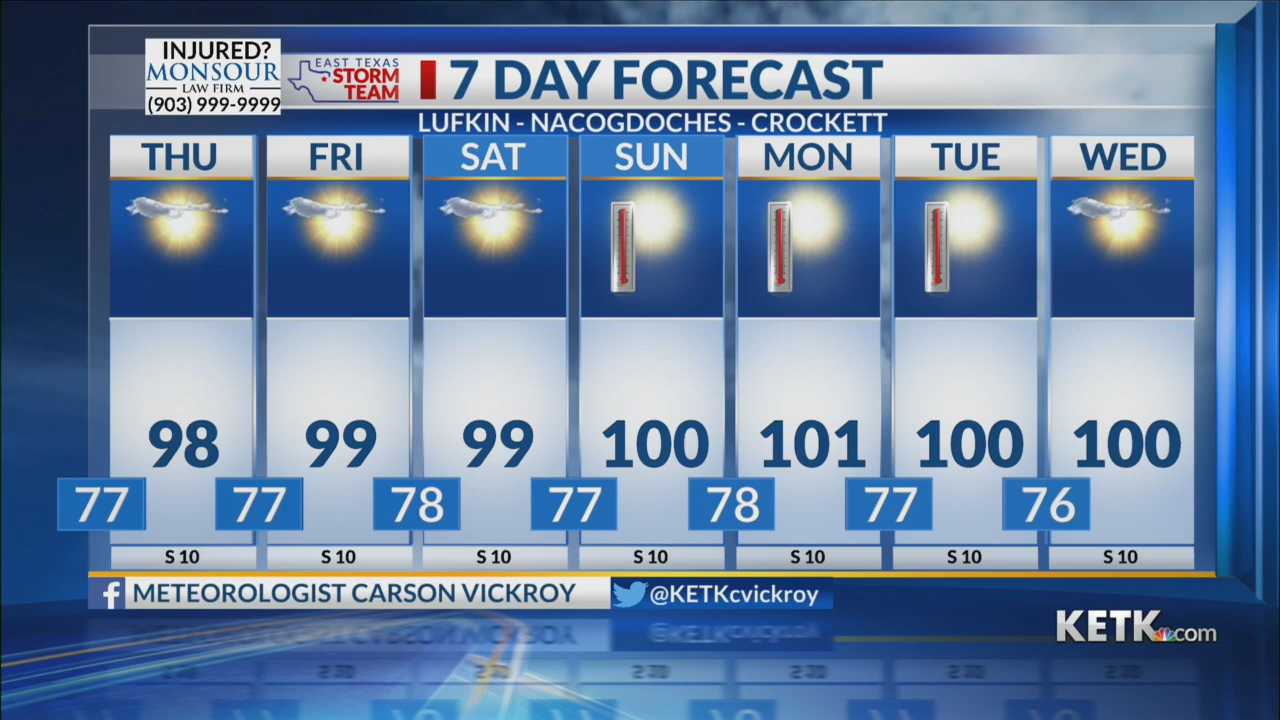 INJURED?
MONSOUR
LAW FIRM
(903) 999-9999
EAST TEXAS
STORM
TEAM
7 DAY FORECAST
LUFKIN - NACOGDOCHES - CROCKETT
THU FRI SAT SUN MON TUE WED
98 99 99 100 101 100 100
77 77 78 77 78 77 76
S 10 S 10 S 10 S 10 S 10 S 10 S 10
f METEOROLOGIST CARSON VICKROY @KETKcvickroy
KETK.com